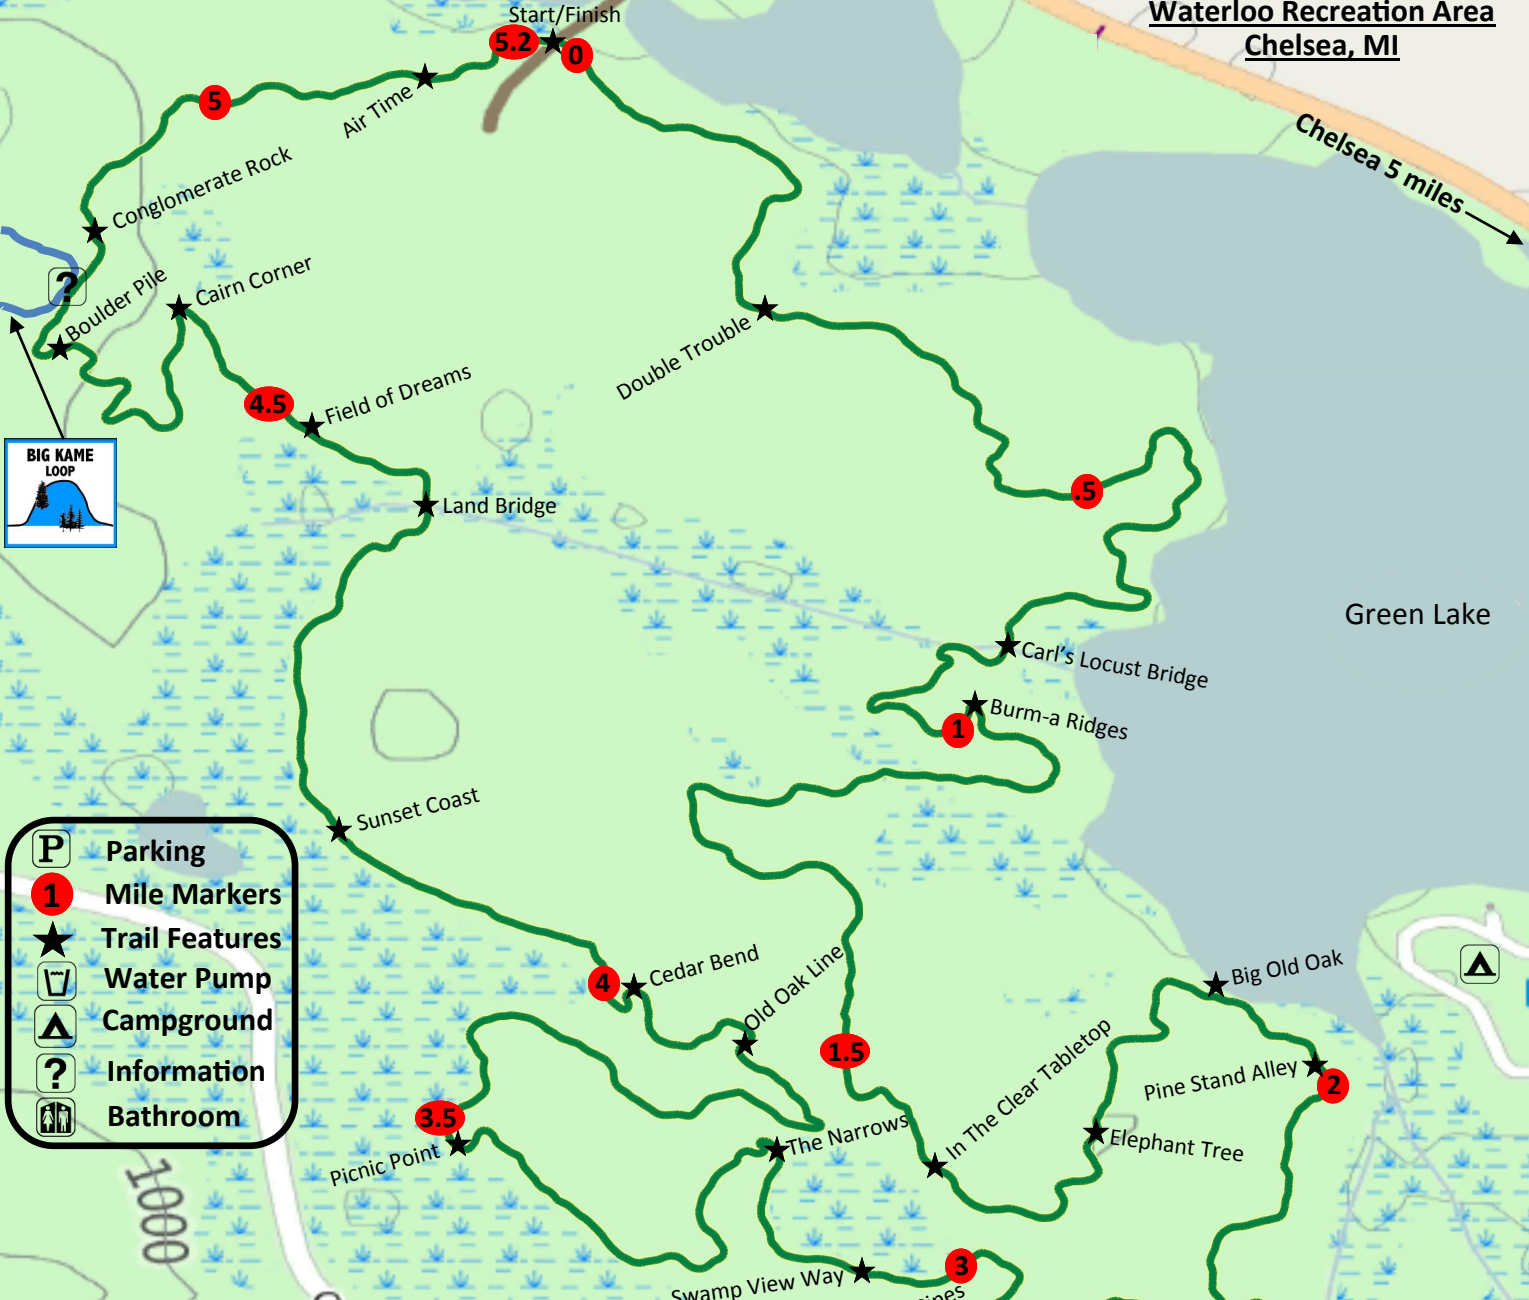 Start/Finish
Waterloo Recreation Area
Chelsea, MI
5.2
0
5
Air Time
Chelsea 5 miles
Conglomerate Rock
?
Boulder Pile
Cairn Corner
Double Trouble
4.5
Field of Dreams
BIG KAME
LOOP
Land Bridge
.5
Green Lake
Carl's Locust Bridge
1
Burm-a Ridges
Sunset Coast
P Parking
1 Mile Markers
Trail Features
Water Pump
Campground
? Information
Bathroom
4
Cedar Bend
Old Oak Line
1.5
Big Old Oak
In The Clear Tabletop
Pine Stand Alley
2
3.5
Picnic Point
The Narrows
Elephant Tree
1000
Swamp View Way
3